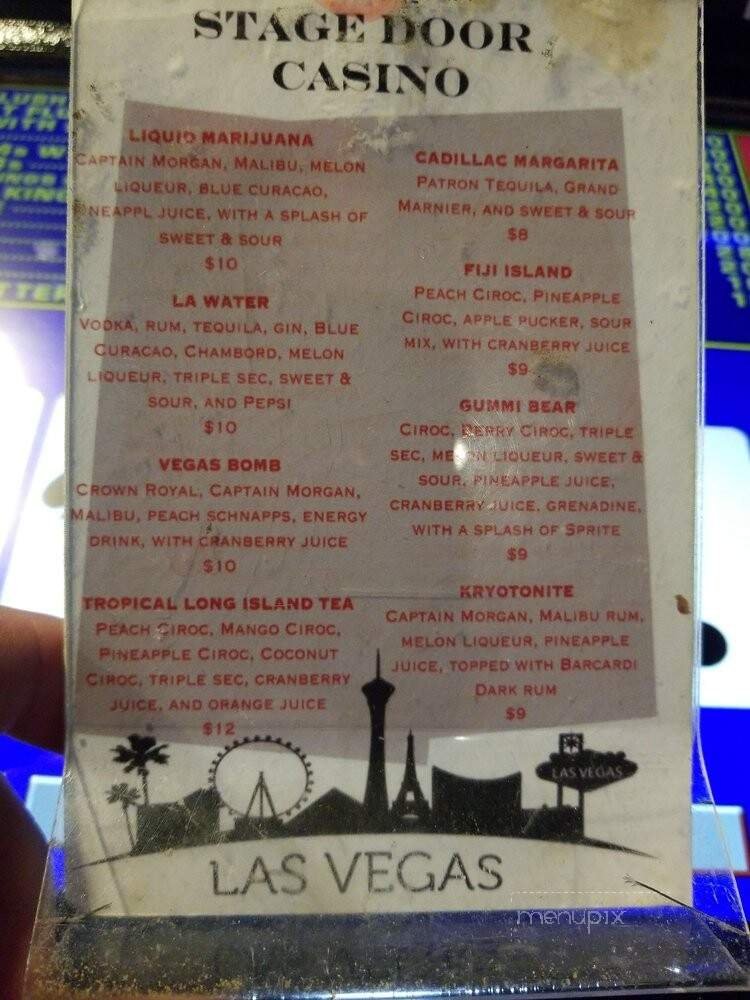 STAGE DOOR
CASINO
LIQUID MARIJUANA
CAPTAIN MORGAN, MALIBU, MELON
LIQUEUR, BLUE CURACAO,
NEAPPL JUICE, WITH A SPLASH OF
SWEET & SOUR
$10
LA WATER
VODKA, RUM, TEQUILA, GIN, BLUE
CURACAO, CHAMBORD, MELON
LIQUEUR, TRIPLE SEC, SWEET &
SOUR, AND PEPSI
$10
VEGAS BOMB
CROWN ROYAL, CAPTAIN MORGAN,
MALIBU, PEACH SCHNAPPS, ENERGY
DRINK, WITH CRANBERRY JUICE
$10
TROPICAL LONG ISLAND TEA
PEACH CIROC, MANGO CIROC,
PINEAPPLE CIROC, COCONUT
CIROC, TRIPLE SEC, CRANBERRY
JUICE, AND ORANGE JUICE
$12
CADILLAC MARGARITA
PATRON TEQUILA, GRAND
MARNIER, AND SWEET & SOUR
$8
FIJI ISLAND
PEACH CIROC, PINEAPPLE
CIROC, APPLE PUCKER, SOUR
MIX, WITH CRANBERRY JUICE
$9
GUMMI BEAR
CIROC, BERRY CIROC, TRIPLE
SEC, MELON LIQUEUR, SWEET &
SOUR, PINEAPPLE JUICE,
CRANBERRY JUICE, GRENADINE,
WITH A SPLASH OF SPRITE
$9
KRYOTONITE
CAPTAIN MORGAN, MALIBU RUM,
MELON LIQUEUR, PINEAPPLE
JUICE, TOPPED WITH BARCARDI
DARK RUM
$9
LAS VEGAS
LAS VEGAS
menupix